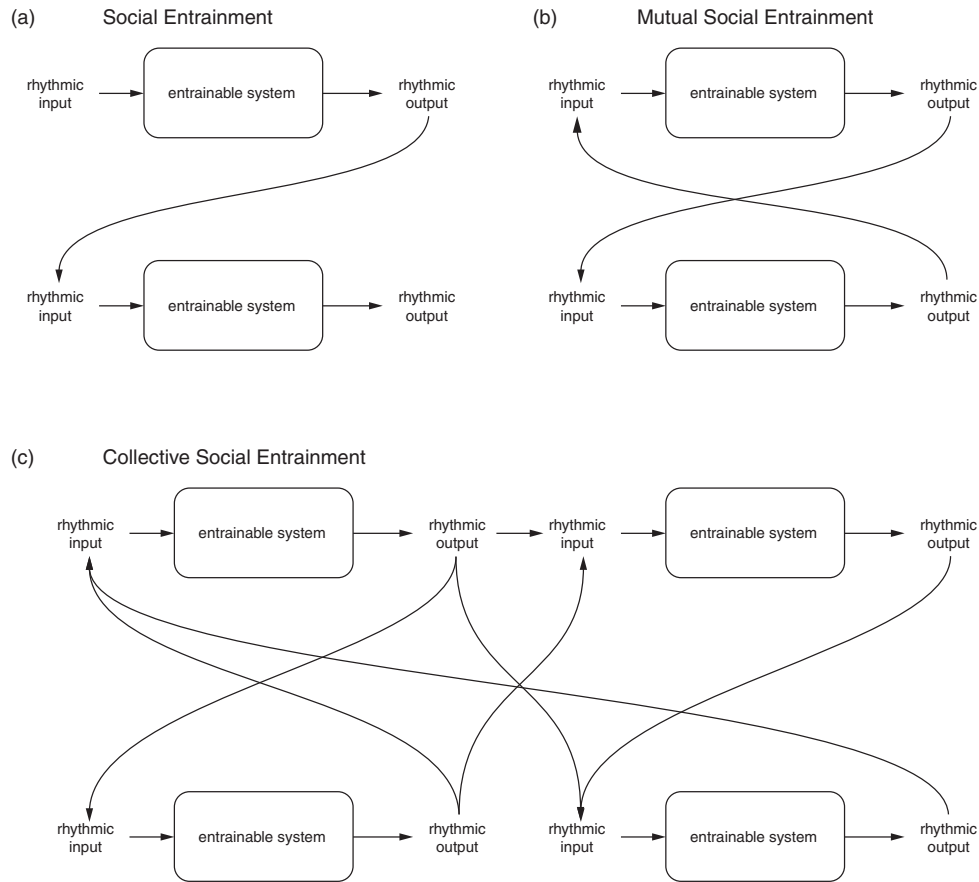 (a) Social Entrainment
rhythmic
input
entrainable system
rhythmic
output
rhythmic
input
entrainable system
rhythmic
output
(b) Mutual Social Entrainment
rhythmic
input
entrainable system
rhythmic
output
rhythmic
input
entrainable system
rhythmic
output
(c) Collective Social Entrainment
rhythmic
input
entrainable system
rhythmic
output
rhythmic
input
entrainable system
rhythmic
output
rhythmic
input
entrainable system
rhythmic
output
rhythmic
input
entrainable system
rhythmic
output